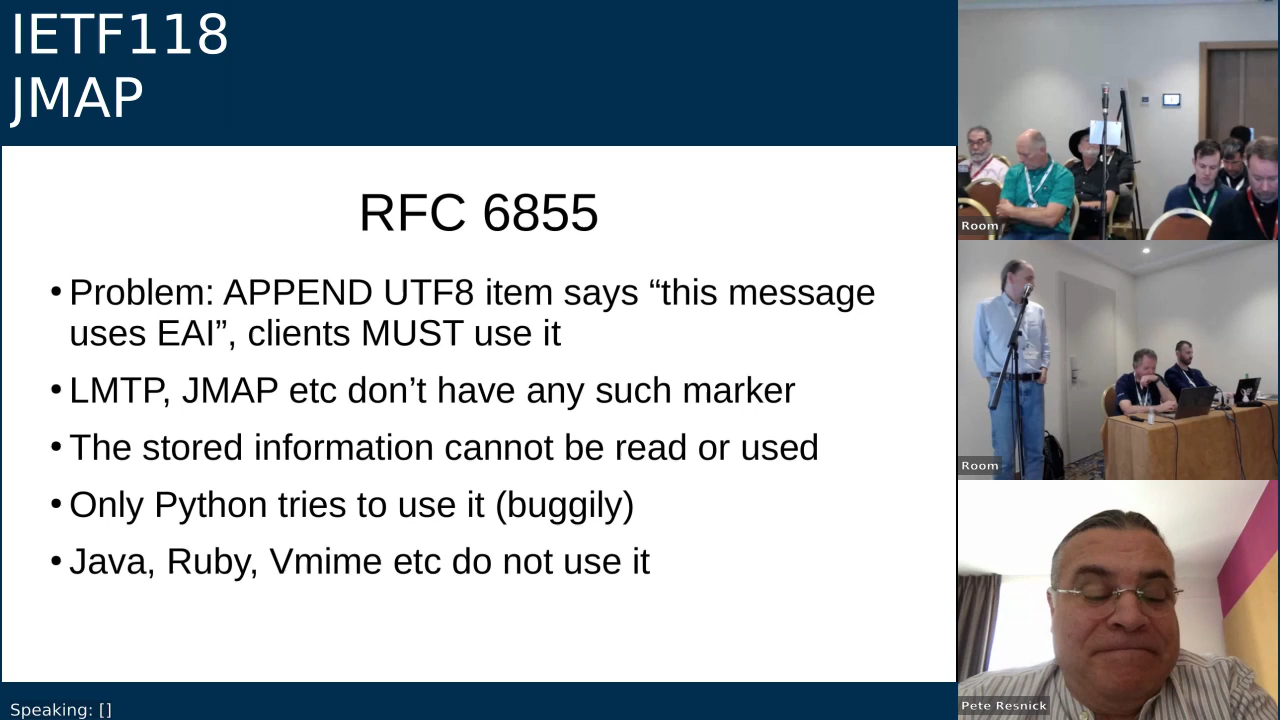 IETF118
JMAP
RFC 6855
• Problem: APPEND UTF8 item says “this message
uses EAI”, clients MUST use it
• LMTP, JMAP etc don’t have any such marker
• The stored information cannot be read or used
• Only Python tries to use it (buggily)
• Java, Ruby, Vmime etc do not use it
Speaking: []
Room
Room
Pete Resnick